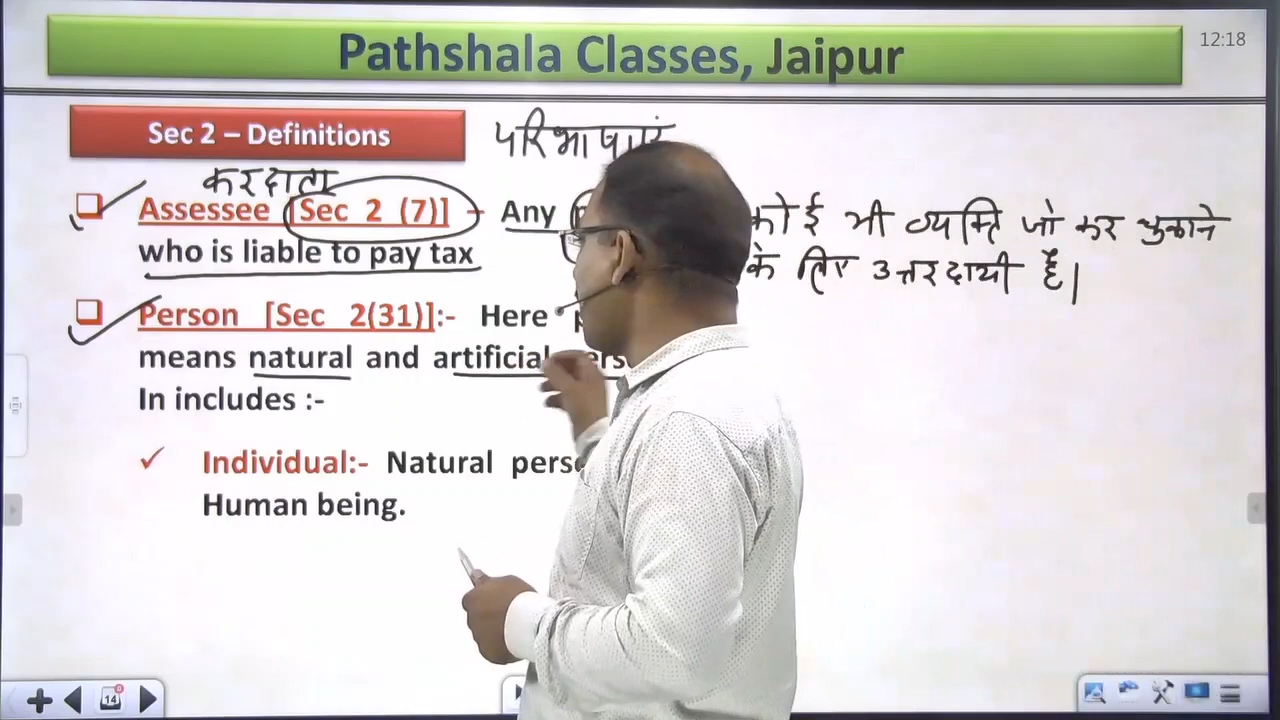 Pathshala Classes, Jaipur
12:18
Sec 2 – Definitions परिभाषाएं
करदाता
Assessee [Sec 2 (7)] – Any
who is liable to pay tax
कोई भी व्यक्ति जो कर चुकाने
के लिए उत्तरदायी है।
Person [Sec 2(31)]:- Here
means natural and artificial
In includes :-
Individual:- Natural
Human being.
14